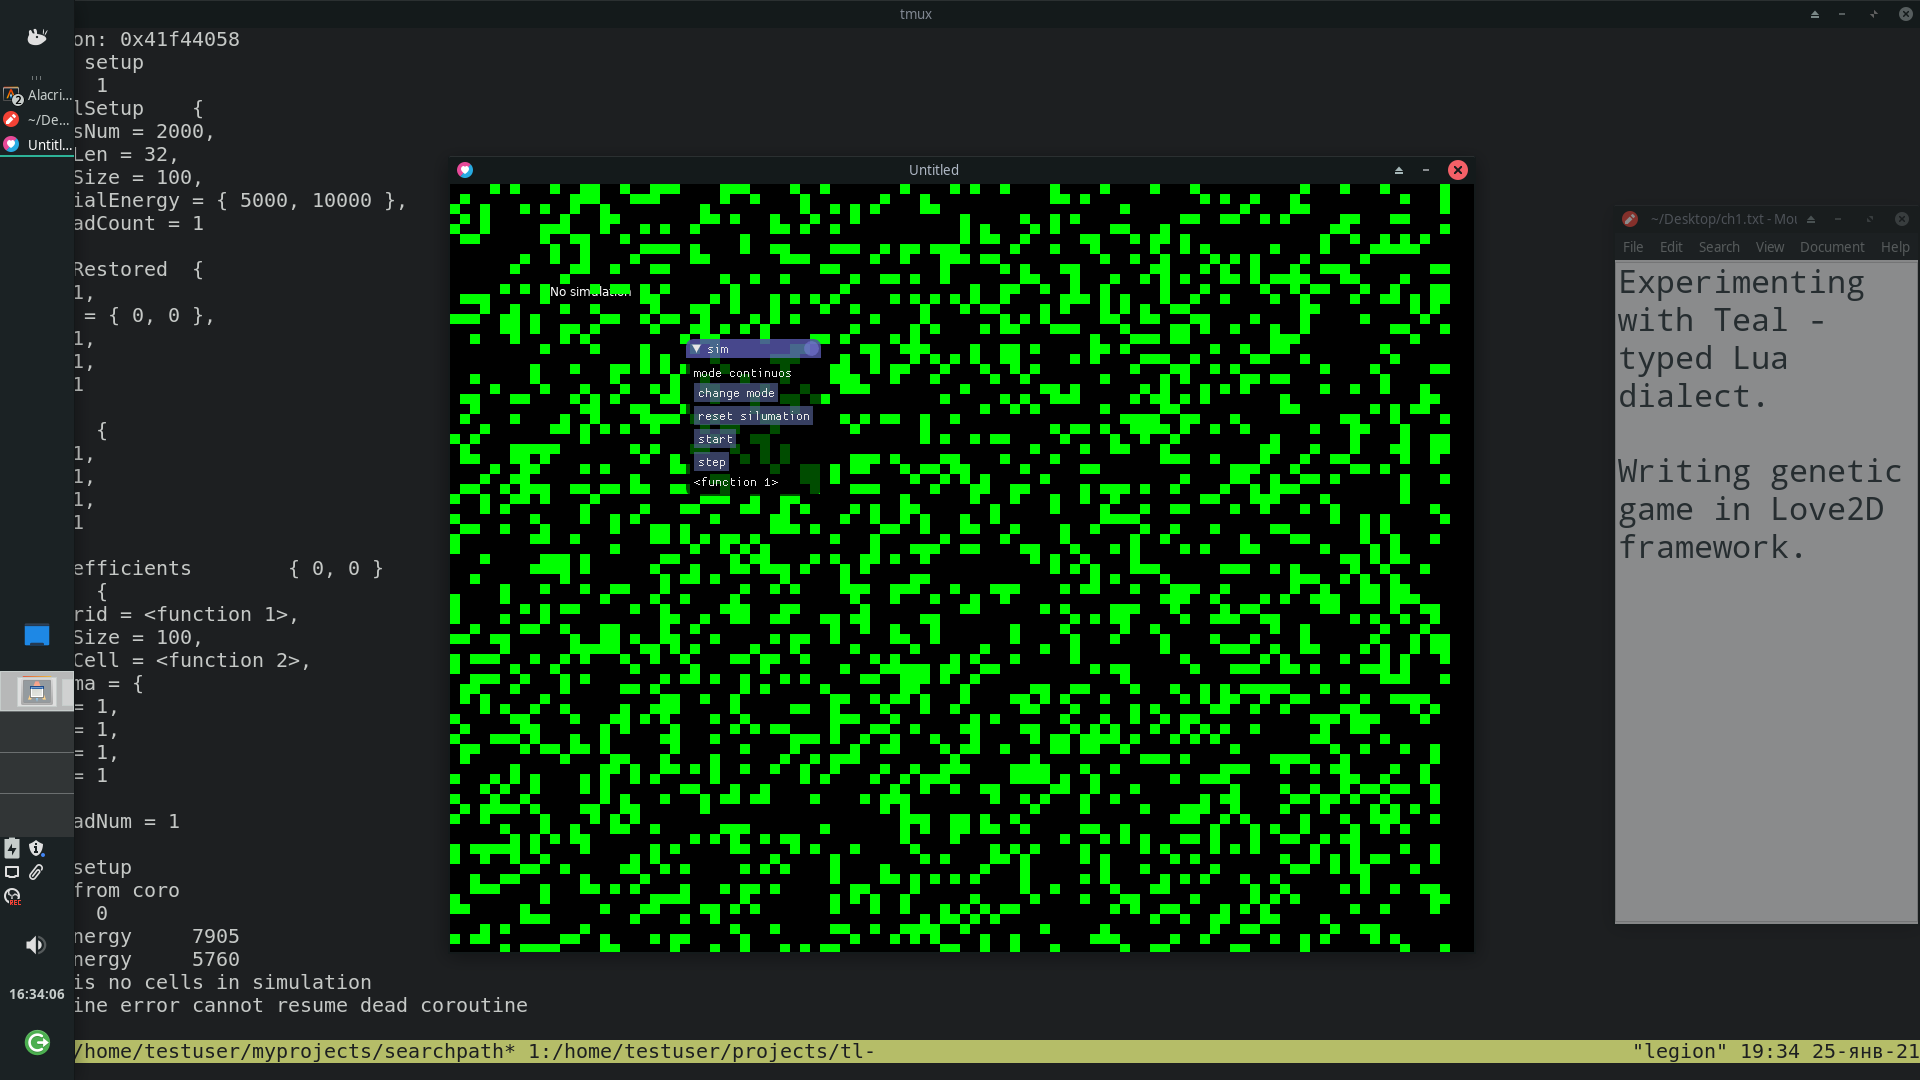 tmux
on: 0x41f44058
setup
1
lSetup {
sNum = 2000,
Len = 32,
Size = 100,
ialEnergy = { 5000, 10000 },
adCount = 1
Restored {
1,
= { 0, 0 },
1,
1,
1
{
1,
1,
1,
1
efficients { 0, 0 }
{
rid = <function 1>,
Size = 100,
Cell = <function 2>,
ma = {
= 1,
= 1,
= 1,
= 1
adNum = 1
setup
from coro
0
nergy 7905
nergy 5760
is no cells in simulation
ine error cannot resume dead coroutine
/home/testuser/myprojects/searchpath* 1:/home/testuser/projects/tl-
"legion" 19:34 25-янв-21
2
Alacri...
~/De...
Untitl...
REC
16:34:06
Untitled
No simulation
sim
mode continuos
change mode
reset silumation
start
step
<function 1>
~/Desktop/ch1.txt - Mou
File Edit Search View Document Help
Experimenting
with Teal -
typed Lua
dialect.
Writing genetic
game in Love2D
framework.